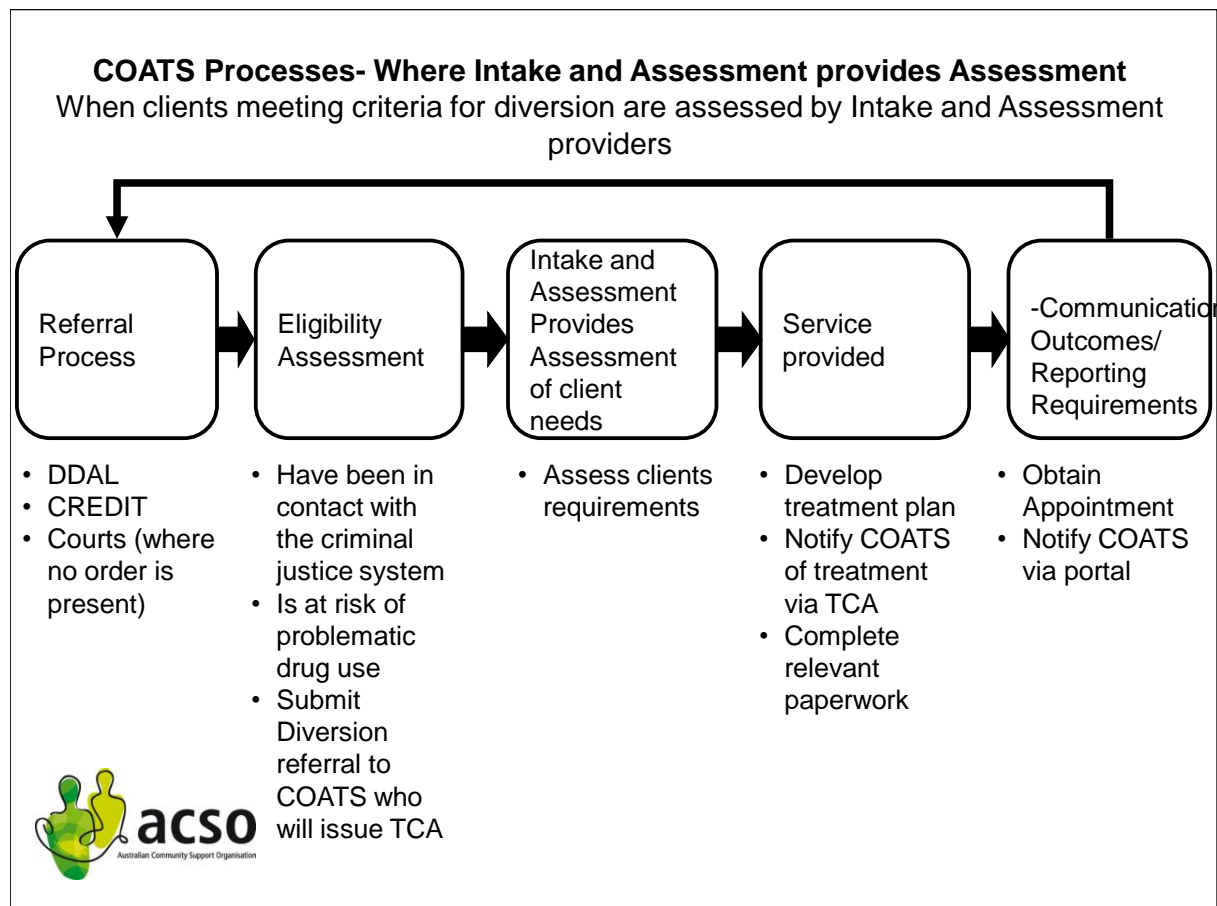 COATS Processes- Where Intake and Assessment provides Assessment
When clients meeting criteria for diversion are assessed by Intake and Assessment
providers
Referral
Process
Eligibility
Assessment
Intake and
Assessment
Provides
Assessment
of client
needs
Service
provided
-Communication
Outcomes/
Reporting
Requirements
• DDAL
• CREDIT
• Courts (where
no order is
present)
• Have been in
contact with
the criminal
justice system
• Is at risk of
problematic
drug use
• Submit
Diversion
referral to
COATS who
will issue TCA
• Assess clients
requirements
• Develop
treatment plan
• Notify COATS
of treatment
via TCA
• Complete
relevant
paperwork
• Obtain
Appointment
• Notify COATS
via portal
acso
Australian Community Support Organisation